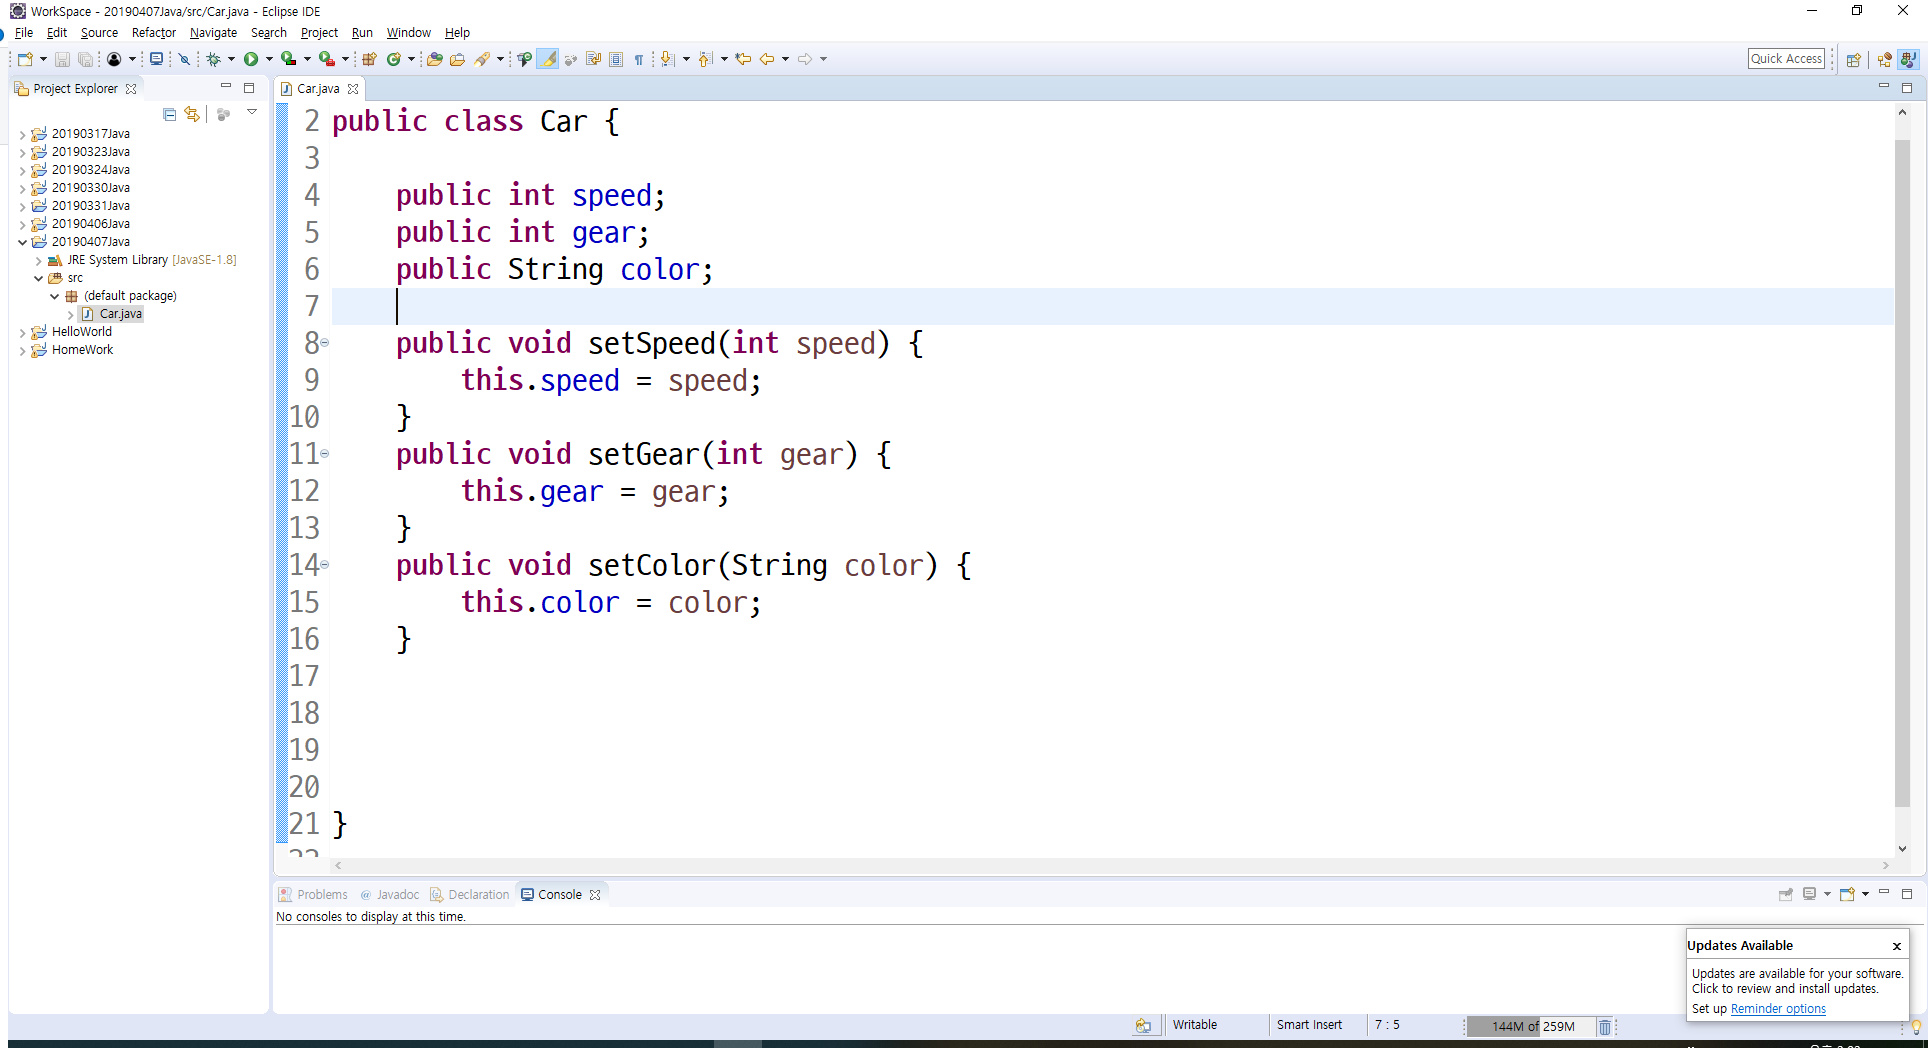 WorkSpace - 20190407Java/src/Car.java - Eclipse IDE
File Edit Source Refactor Navigate Search Project Run Window Help
Quick Access
Project Explorer
Car.java
20190317Java
20190323Java
20190324Java
20190330Java
20190331Java
20190406Java
20190407Java
JRE System Library [JavaSE-1.8]
src
(default package)
Car.java
HelloWorld
HomeWork
2 public class Car {
3
4 public int speed;
5 public int gear;
6 public String color;
7
8 public void setSpeed(int speed) {
9 this.speed = speed;
10 }
11 public void setGear(int gear) {
12 this.gear = gear;
13 }
14 public void setColor(String color) {
15 this.color = color;
16 }
17
18
19
20
21 }
Problems @ Javadoc Declaration Console
No consoles to display at this time.
Updates Available x
Updates are available for your software.
Click to review and install updates.
Set up Reminder options
Writable Smart Insert 7 : 5 144M of 259M